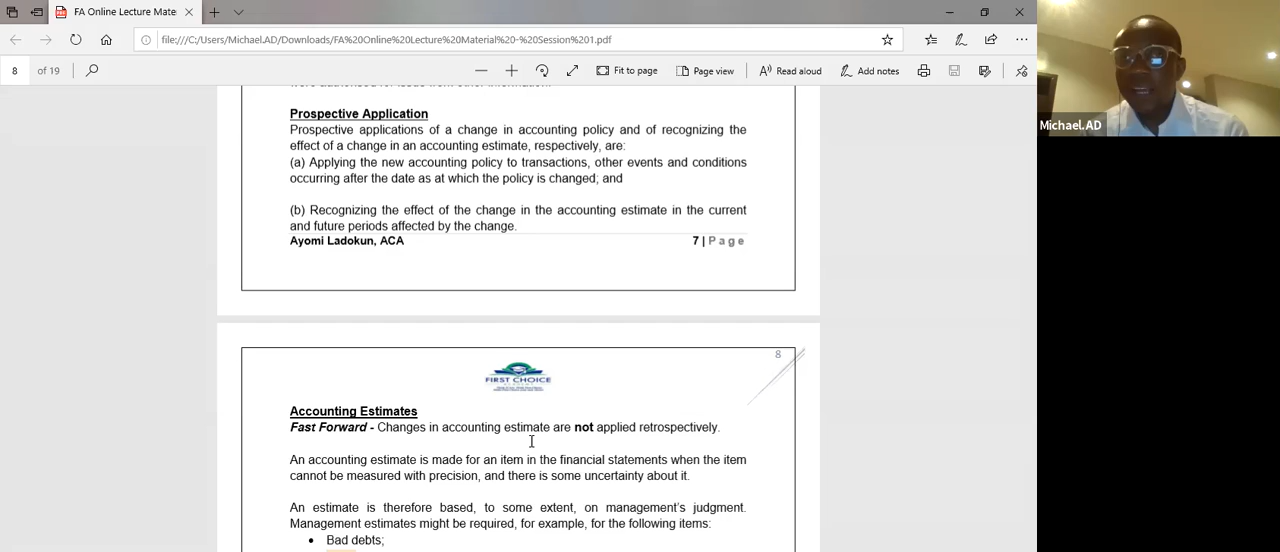 FA Online Lecture Mate
file:///C:/Users/Michael.AD/Downloads/FA%20Online%20Lecture%20Material%20-%20Session%201.pdf
8 of 19
Fit to page
Page view
Read aloud
Add notes
Michael.AD
were authorised for issue from other information.
Prospective Application
Prospective applications of a change in accounting policy and of recognizing the
effect of a change in an accounting estimate, respectively, are:
(a) Applying the new accounting policy to transactions, other events and conditions
occurring after the date as at which the policy is changed; and
(b) Recognizing the effect of the change in the accounting estimate in the current
and future periods affected by the change.
Ayomi Ladokun, ACA 7 | Page
8
FIRST CHOICE
Accounting Estimates
Fast Forward - Changes in accounting estimate are not applied retrospectively.
An accounting estimate is made for an item in the financial statements when the item
cannot be measured with precision, and there is some uncertainty about it.
An estimate is therefore based, to some extent, on management's judgment.
Management estimates might be required, for example, for the following items:
• Bad debts;